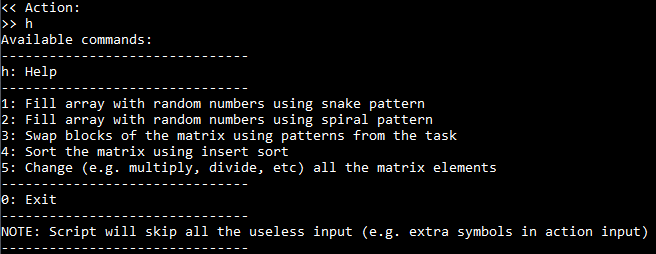 << Action:
>> h
Available commands:
-------------------------------
h: Help
-------------------------------
1: Fill array with random numbers using snake pattern
2: Fill array with random numbers using spiral pattern
3: Swap blocks of the matrix using patterns from the task
4: Sort the matrix using insert sort
5: Change (e.g. multiply, divide, etc) all the matrix elements
-------------------------------
0: Exit
-------------------------------
NOTE: Script will skip all the useless input (e.g. extra symbols in action input)
-------------------------------